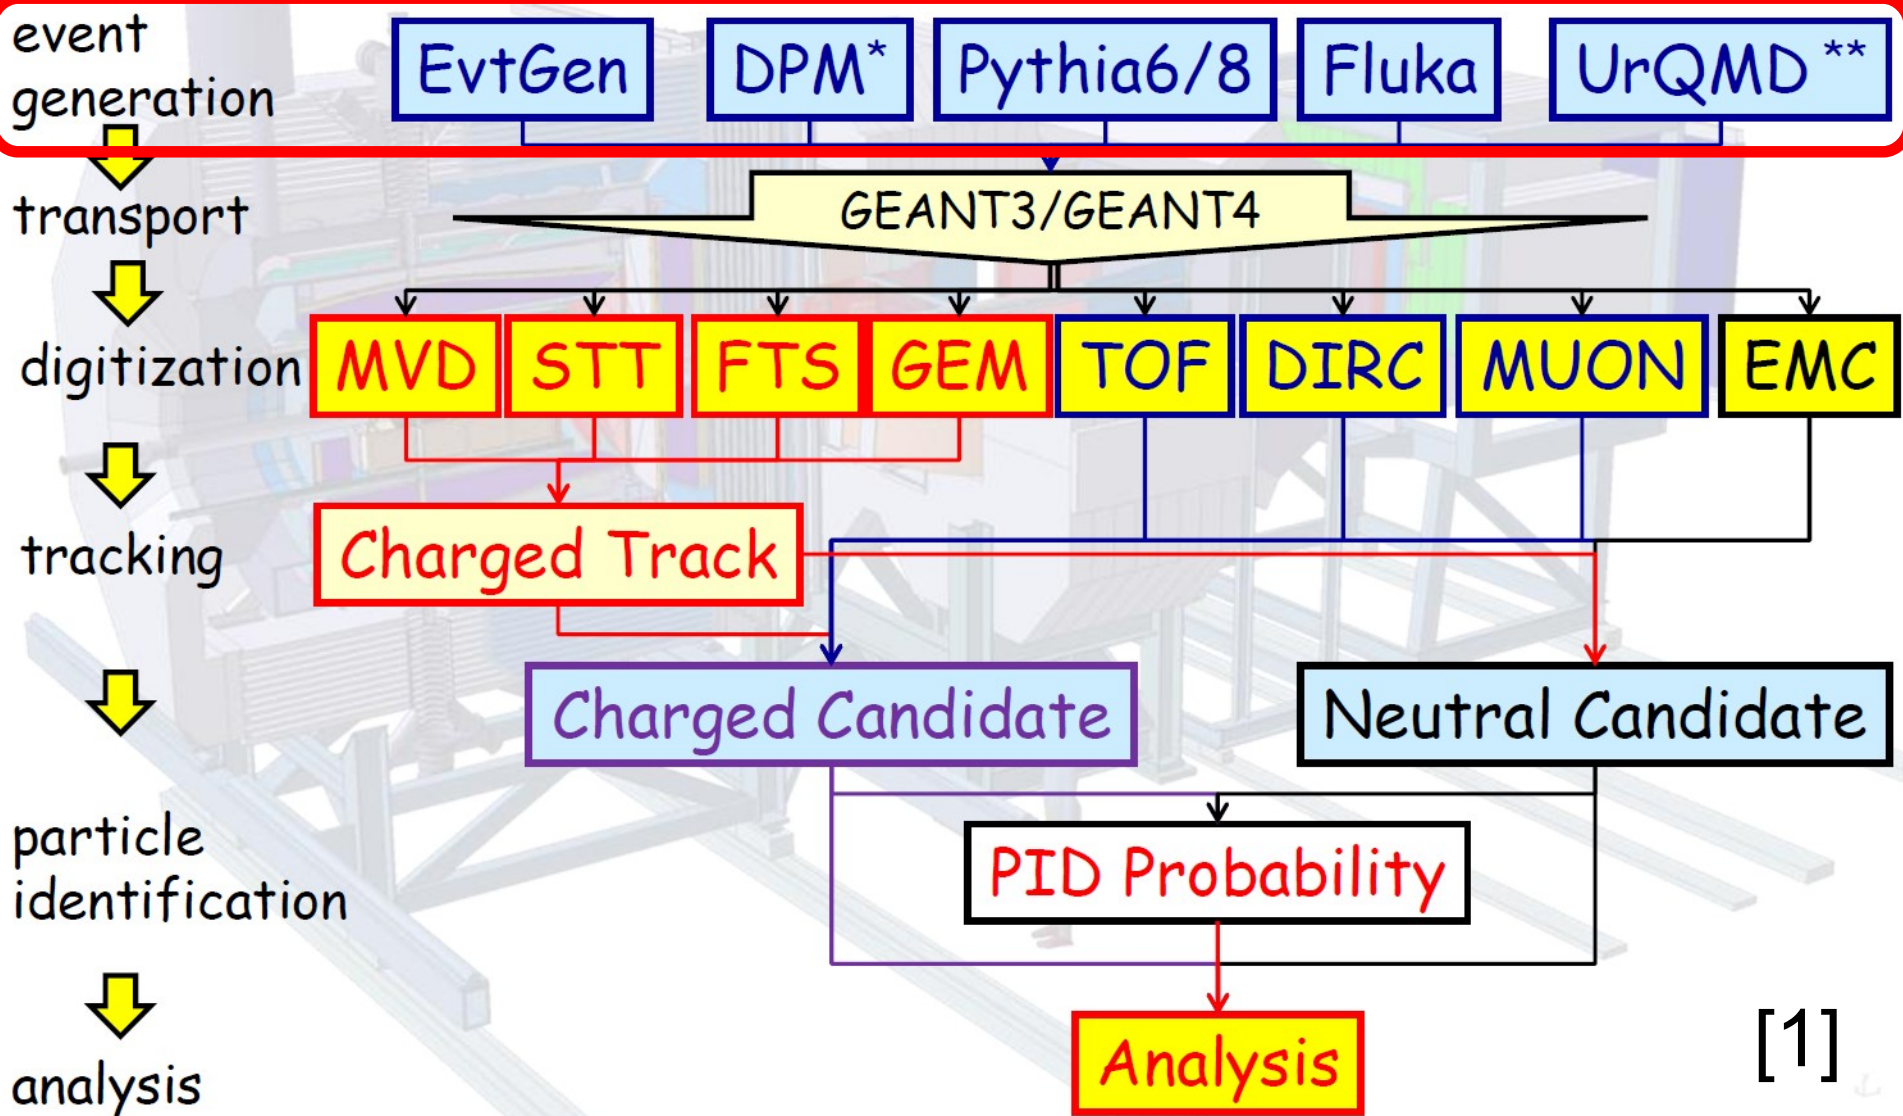 event
generation
EvtGen
DPM*
Pythia6/8
Fluka
UrQMD **
transport
GEANT3/GEANT4
digitization
MVD
STT
FTS
GEM
TOF
DIRC
MUON
EMC
tracking
Charged Track
Charged Candidate
Neutral Candidate
particle
identification
PID Probability
analysis
Analysis
[1]